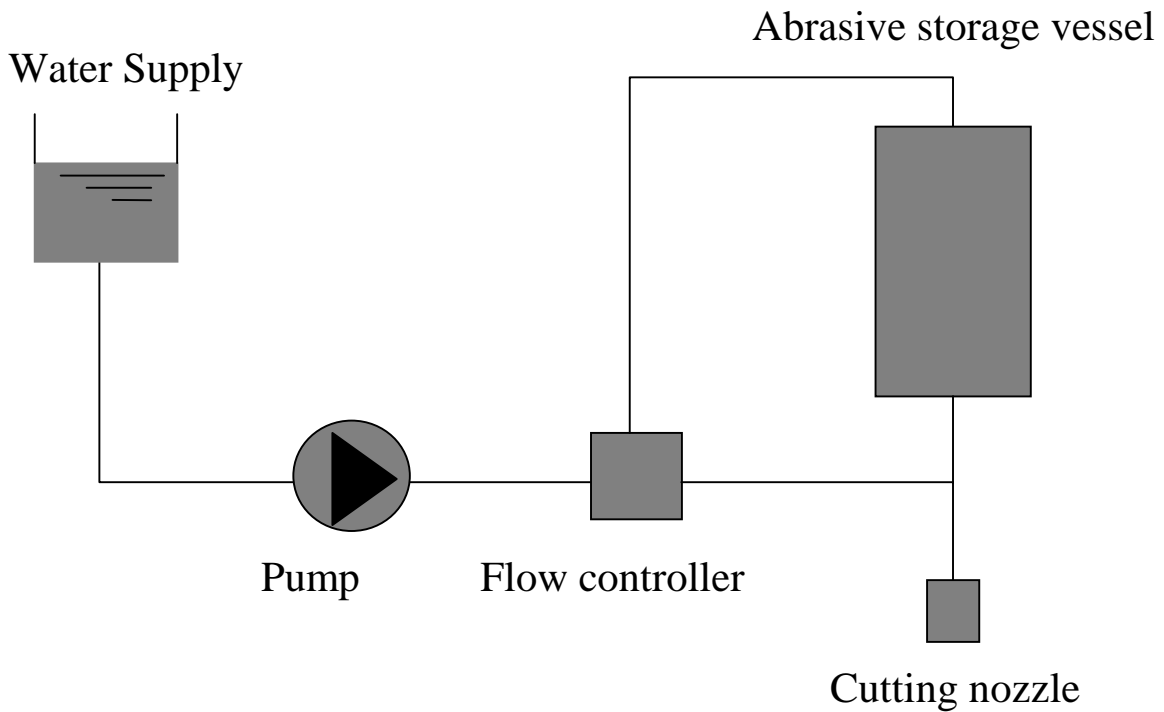 Abrasive storage vessel
Water Supply
Pump
Flow controller
Cutting nozzle